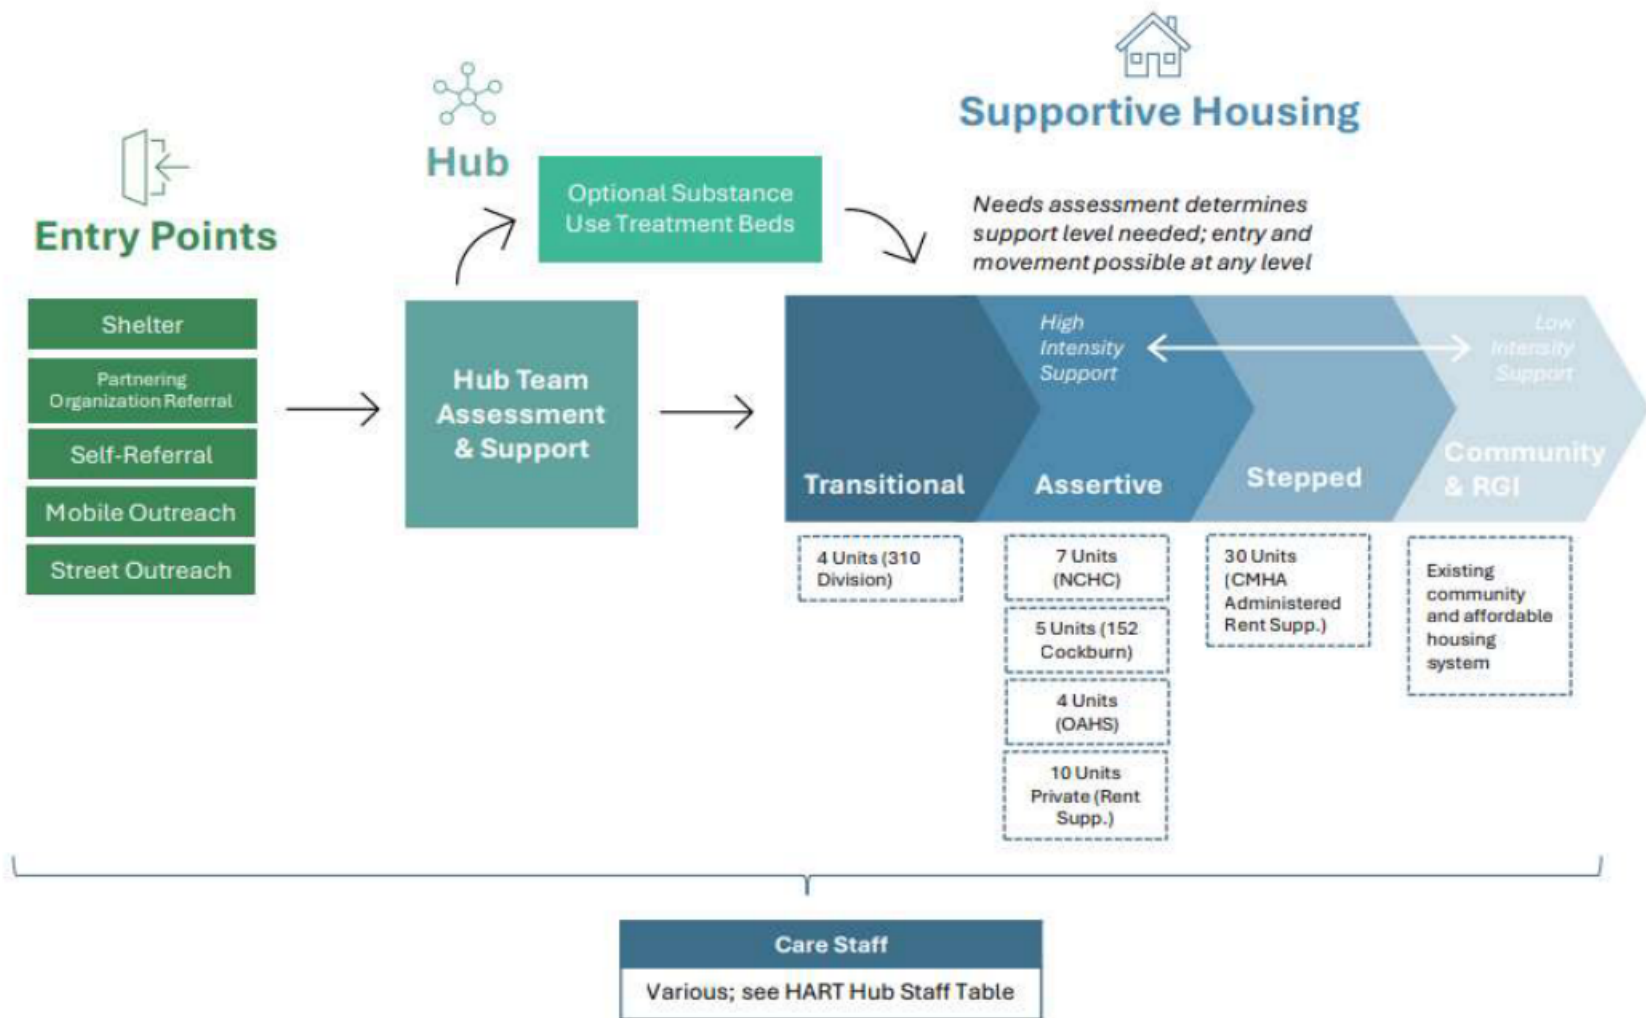 Entry Points
Shelter
Partnering
Organization Referral
Self-Referral
Mobile Outreach
Street Outreach
Hub
Optional Substance
Use Treatment Beds
Hub Team
Assessment
& Support
Supportive Housing
Needs assessment determines
support level needed; entry and
movement possible at any level
High
Intensity
Support
Low
Intensity
Support
Transitional
Assertive
Stepped
Community
& RGI
4 Units (310
Division)
7 Units
(NCHC)
5 Units (152
Cockburn)
4 Units
(OAHS)
10 Units
Private (Rent
Supp.)
30 Units
(CMHA
Administered
Rent Supp.)
Existing
community
and affordable
housing
system
Care Staff
Various; see HART Hub Staff Table